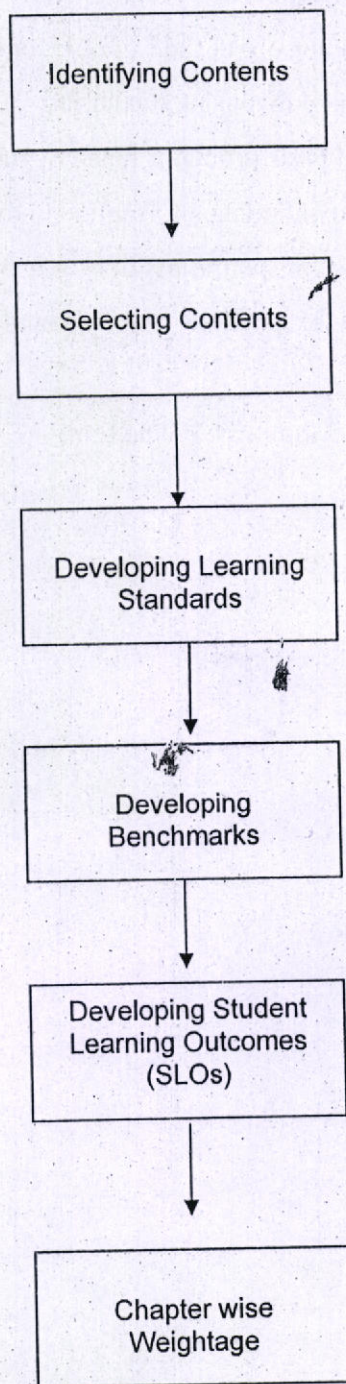 Identifying Contents
Selecting Contents
Developing Learning
Standards
Developing
Benchmarks
Developing Student
Learning Outcomes
(SLOs)
Chapter wise
Weightage